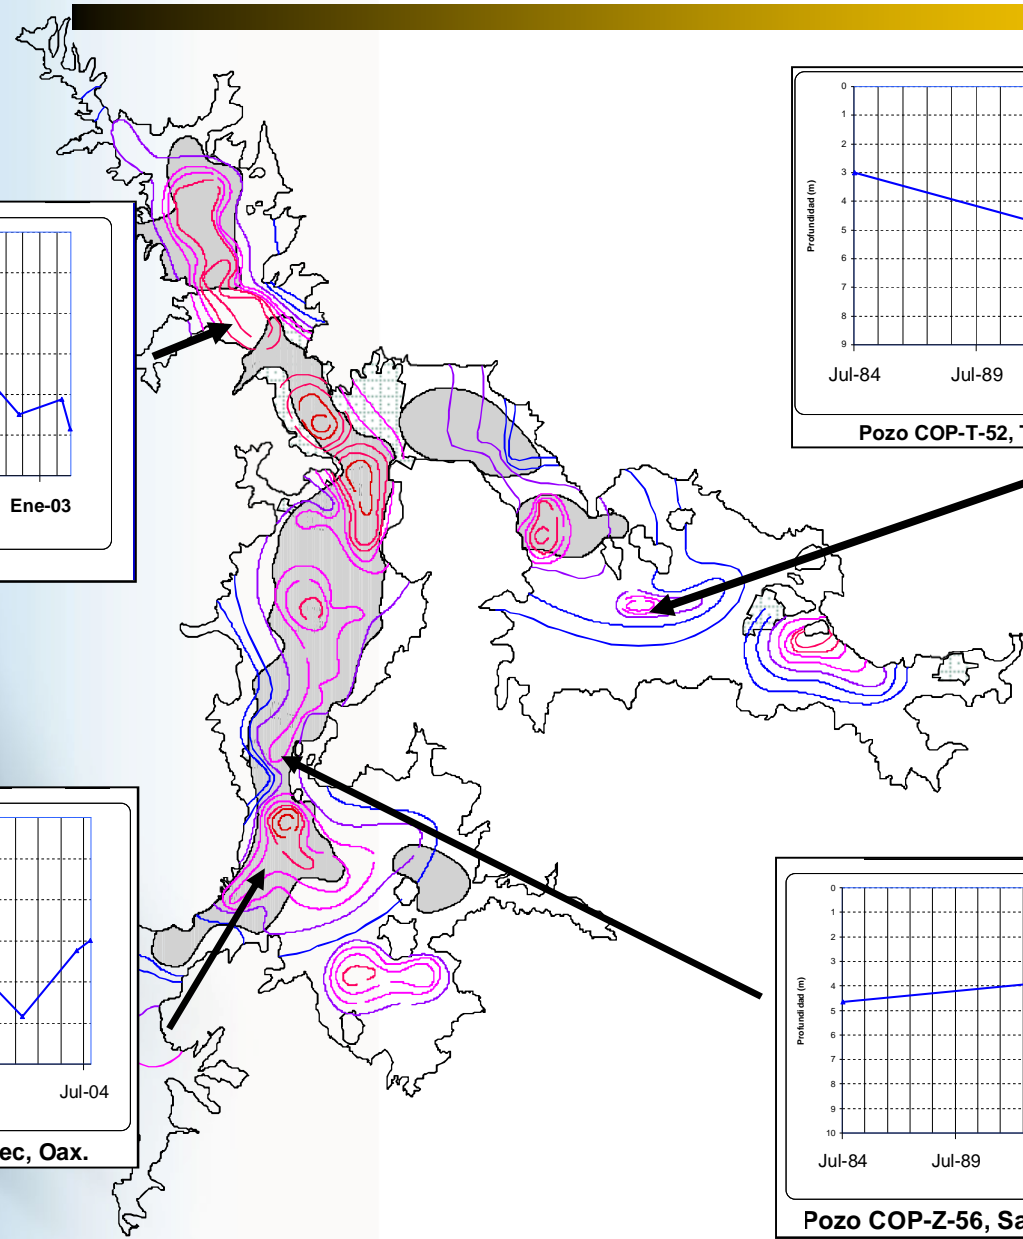 Ene-03
Jul-04
ec, Oax.
0
1
2
3
4
5
6
7
8
9
Profundidad (m)
Jul-84 Jul-89
Pozo COP-T-52, T
0
1
2
3
4
5
6
7
8
9
10
Profundidad (m)
Jul-84 Jul-89
Pozo COP-Z-56, Sa